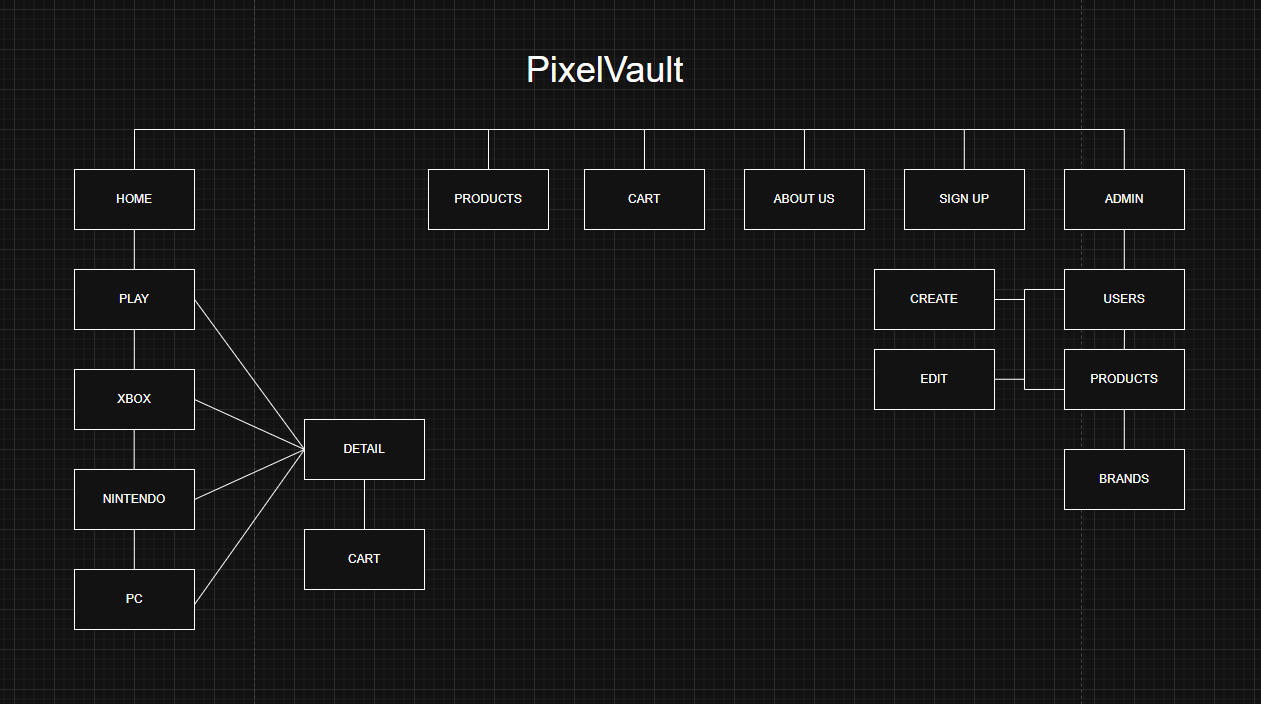 PixelVault
HOME
PRODUCTS
CART
ABOUT US
SIGN UP
ADMIN
PLAY
CREATE
USERS
XBOX
EDIT
PRODUCTS
DETAIL
BRANDS
NINTENDO
CART
PC